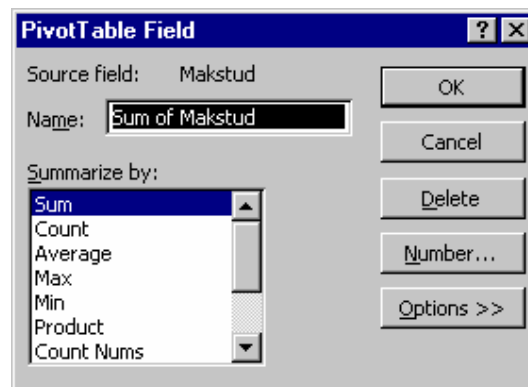 PivotTable Field
Source field: Makstud
Name: Sum of Makstud
Summarize by:
Sum
Count
Average
Max
Min
Product
Count Nums
OK
Cancel
Delete
Number...
Options >>